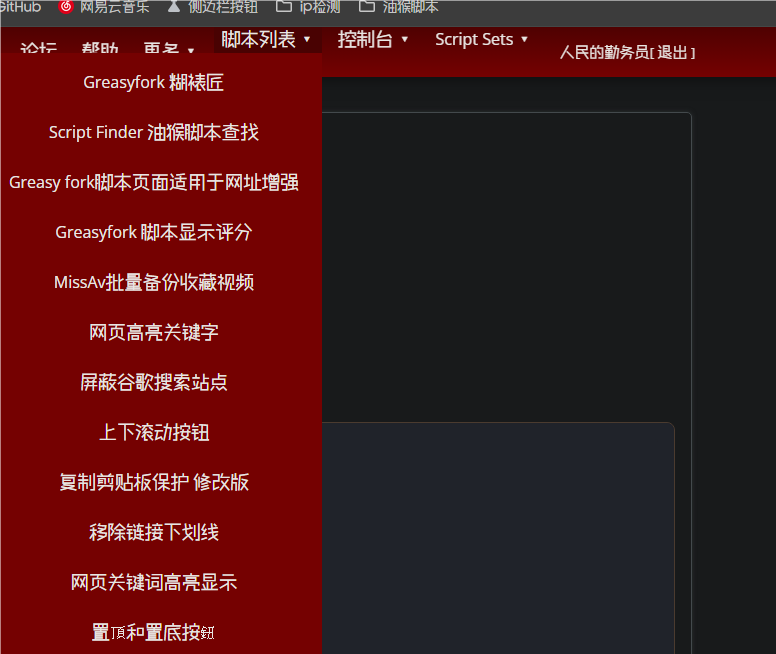 GitHub 网易云音乐 侧边栏按钮 ip检测 油猴脚本
论坛 帮助 更多 脚本列表 控制台 Script Sets 人民的勤务员[ 退出 ]
Greasyfork 糊裱匠
Script Finder 油猴脚本查找
Greasy fork脚本页面适用于网址增强
Greasyfork 脚本显示评分
MissAv批量备份收藏视频
网页高亮关键字
屏蔽谷歌搜索站点
上下滚动按钮
复制剪贴板保护 修改版
移除链接下划线
网页关键词高亮显示
置頂和置底按鈕